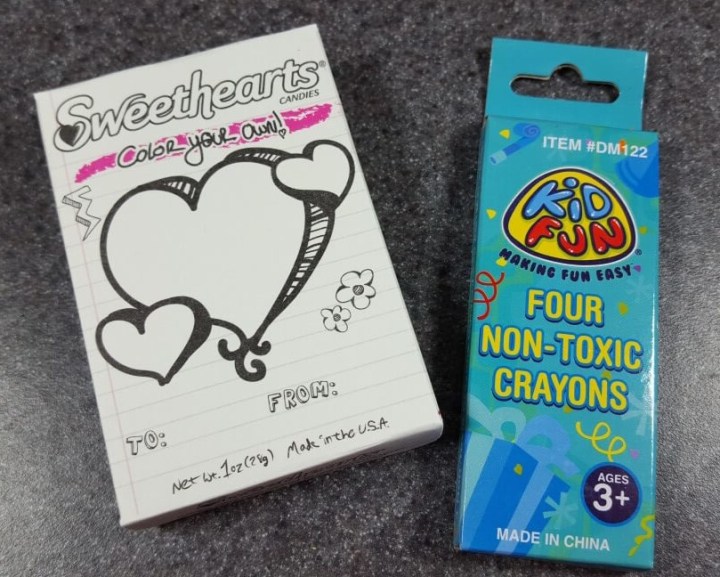 Sweethearts®
CANDIES
COLOR YOUR OWN!
TO:
FROM:
Net Wt. 1oz (28g) Made in the U.S.A.
ITEM #DM122
KiD
FUN
MAKING FUN EASY
FOUR
NON-TOXIC
CRAYONS
AGES
3+
MADE IN CHINA